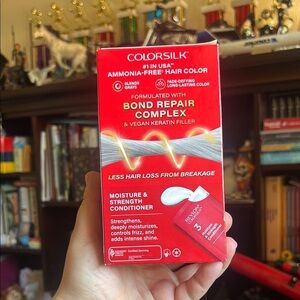 COLORSILK™
#1 IN USA*
AMMONIA-FREE† HAIR COLOR
BLENDS
GRAYS
FADE-DEFYING
LONG-LASTING COLOR
FORMULATED WITH
BOND REPAIR
COMPLEX
& VEGAN KERATIN FILLER
LESS HAIR LOSS FROM BREAKAGE
MOISTURE &
STRENGTH
CONDITIONER
Strengthens,
deeply moisturizes,
controls frizz, and
adds intense shine.
REVLON
3